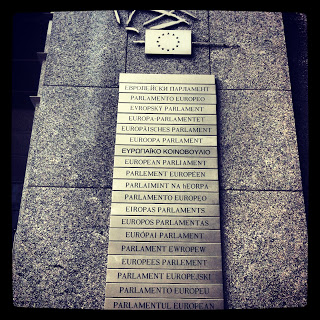 ЕВРОПЕЙСКИ ПАРЛАМЕНТ
PARLAMENTO EUROPEO
EVROPSKÝ PARLAMENT
EUROPA-PARLAMENTET
EUROPÄISCHES PARLAMENT
EUROOPA PARLAMENT
ΕΥΡΩΠΑΪΚΟ ΚΟΙΝΟΒΟΥΛΙΟ
EUROPEAN PARLIAMENT
PARLEMENT EUROPEEN
PARLAIMINT NA hEORPA
PARLAMENTO EUROPEO
EIROPAS PARLAMENTS
EUROPOS PARLAMENTAS
EURÓPAI PARLAMENT
PARLAMENT EWROPEW
EUROPEES PARLEMENT
PARLAMENT EUROPEJSKI
PARLAMENTO EUROPEU
PARLAMENTUL EUROPEAN